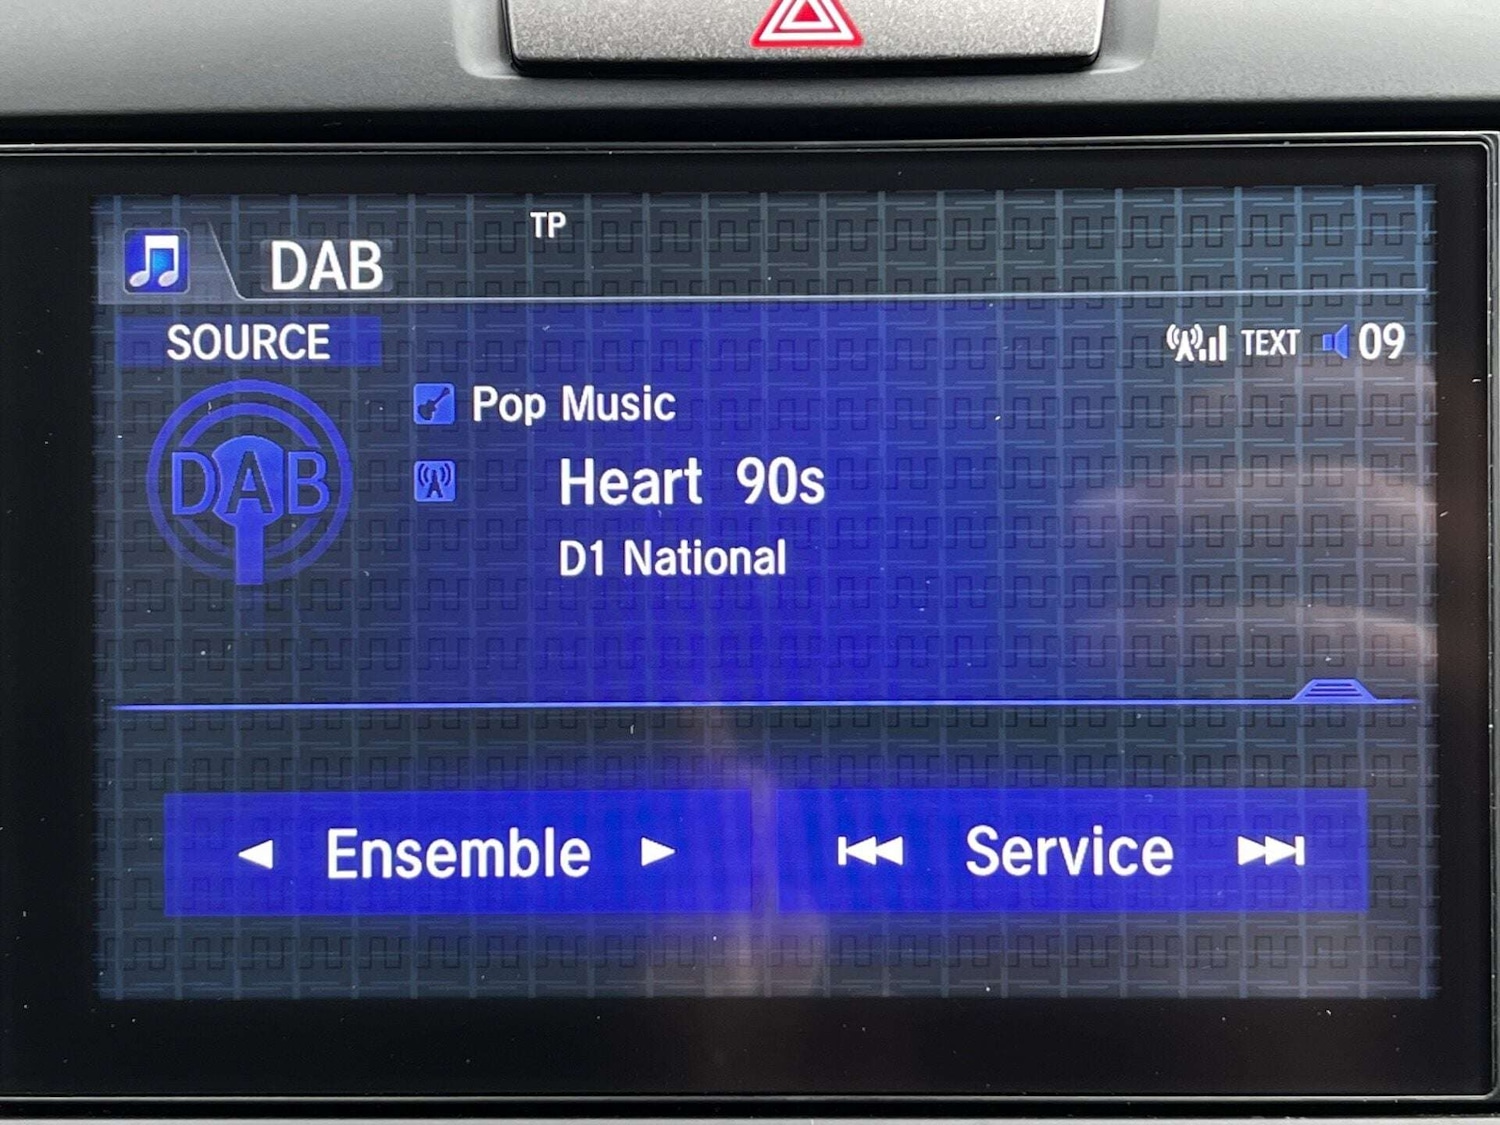 TP
DAB
SOURCE
TEXT 09
DAB
Pop Music
Heart 90s
D1 National
Ensemble
Service